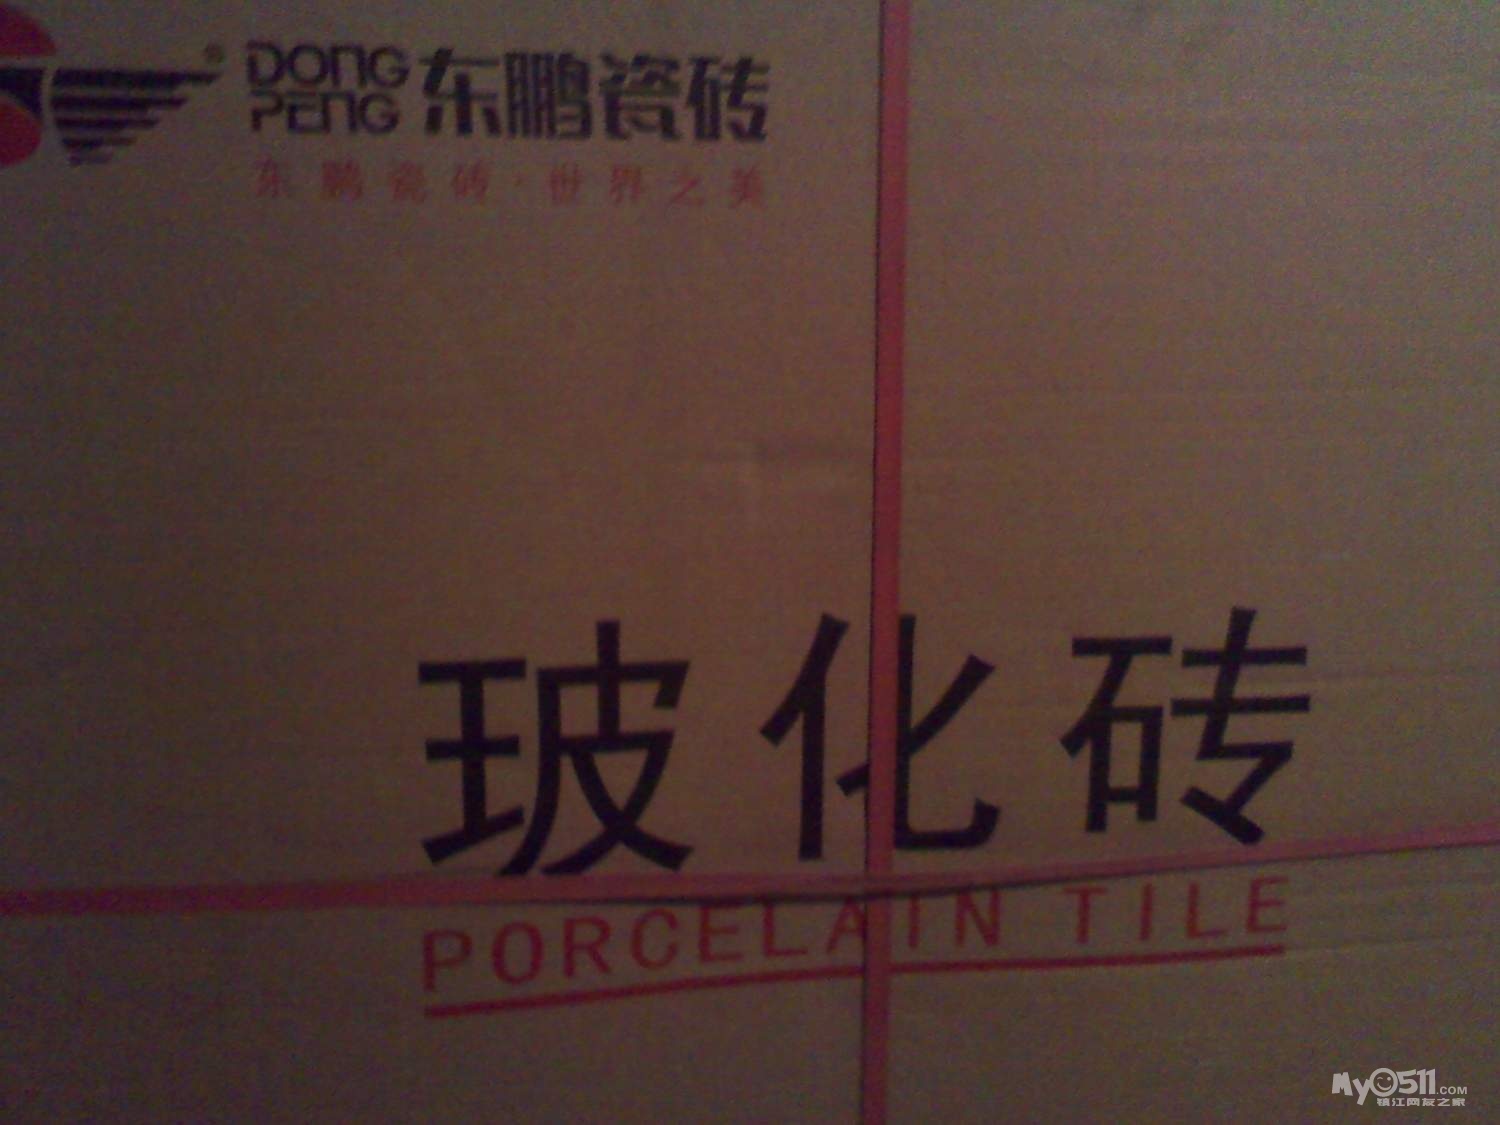 ®
DONG PENG 东鹏瓷砖
东鹏瓷砖·世界之美
玻化砖
PORCELAIN TILE
My0511.COM
镇江网友之家